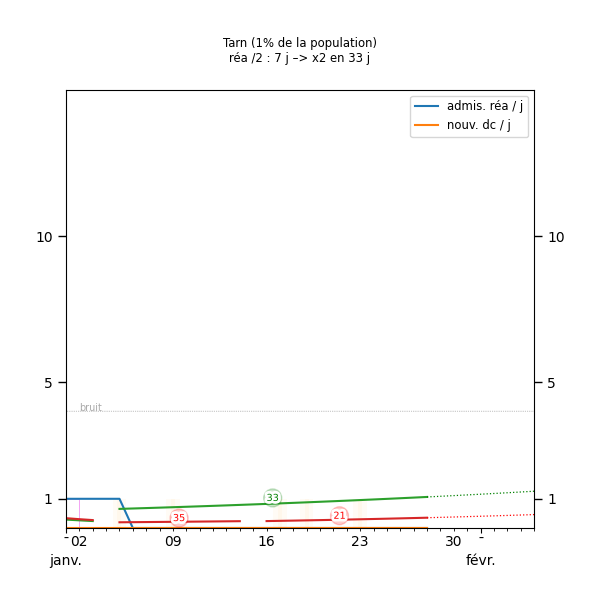 Tarn (1% de la population)
réa /2 : 7 j –> x2 en 33 j
admis. réa / j
nouv. dc / j
10
10
5
5
bruit
1
1
33
35
21
02
09
16
23
30
janv.
févr.